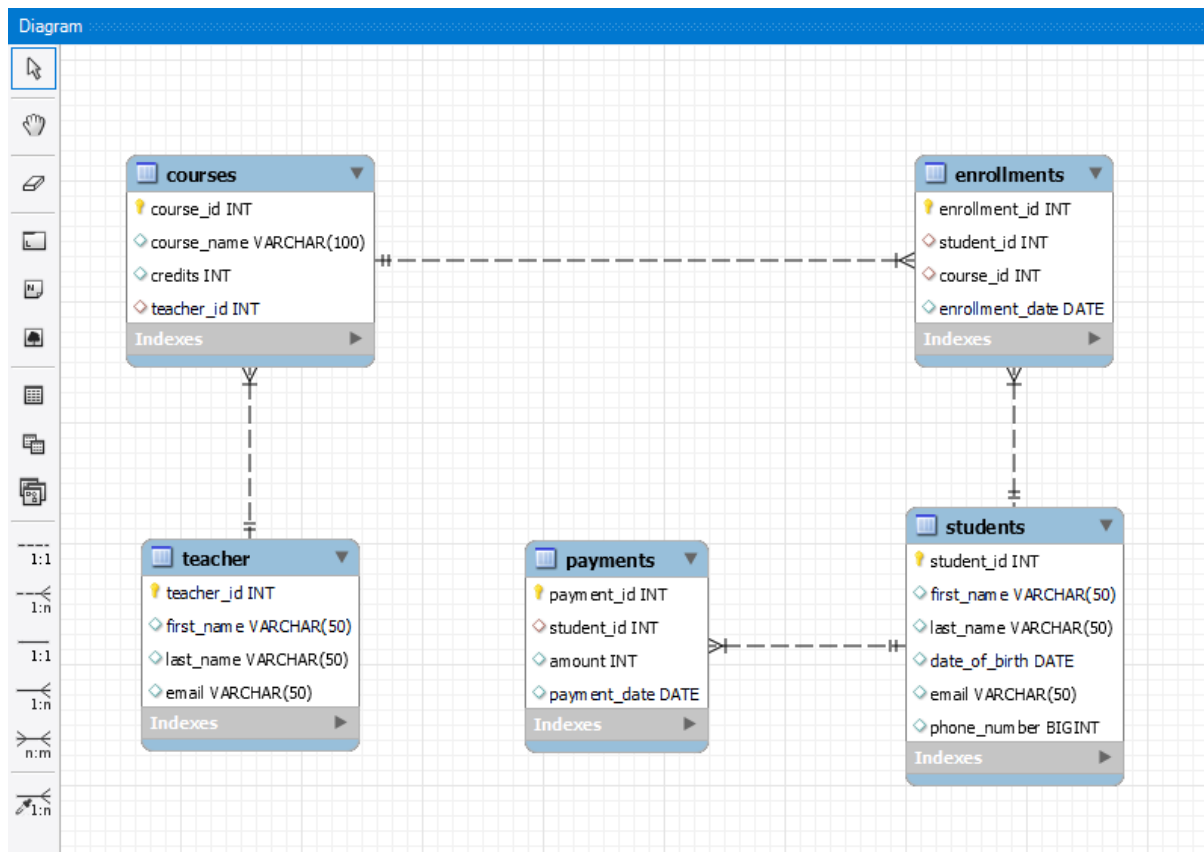 Diagram
courses
course_id INT
course_name VARCHAR(100)
credits INT
teacher_id INT
Indexes
enrollments
enrollment_id INT
student_id INT
course_id INT
enrollment_date DATE
Indexes
teacher
teacher_id INT
first_name VARCHAR(50)
last_name VARCHAR(50)
email VARCHAR(50)
Indexes
payments
payment_id INT
student_id INT
amount INT
payment_date DATE
Indexes
students
student_id INT
first_name VARCHAR(50)
last_name VARCHAR(50)
date_of_birth DATE
email VARCHAR(50)
phone_number BIGINT
Indexes
1:1
1:n
1:1
1:n
n:m
1:n